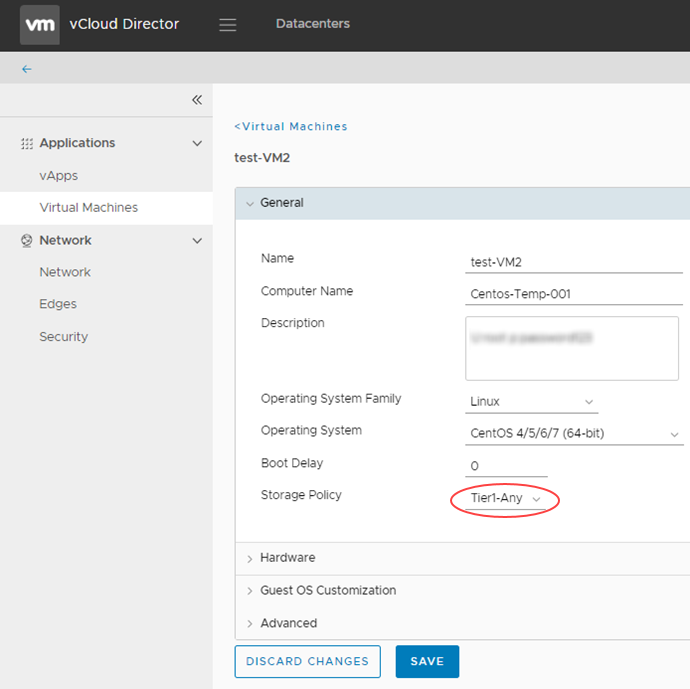 vm vCloud Director Datacenters
Applications
vApps
Virtual Machines
Network
Network
Edges
Security
<Virtual Machines
test-VM2
General
Name test-VM2
Computer Name Centos-Temp-001
Description
Operating System Family Linux
Operating System CentOS 4/5/6/7 (64-bit)
Boot Delay 0
Storage Policy Tier1-Any
Hardware
Guest OS Customization
Advanced
DISCARD CHANGES SAVE